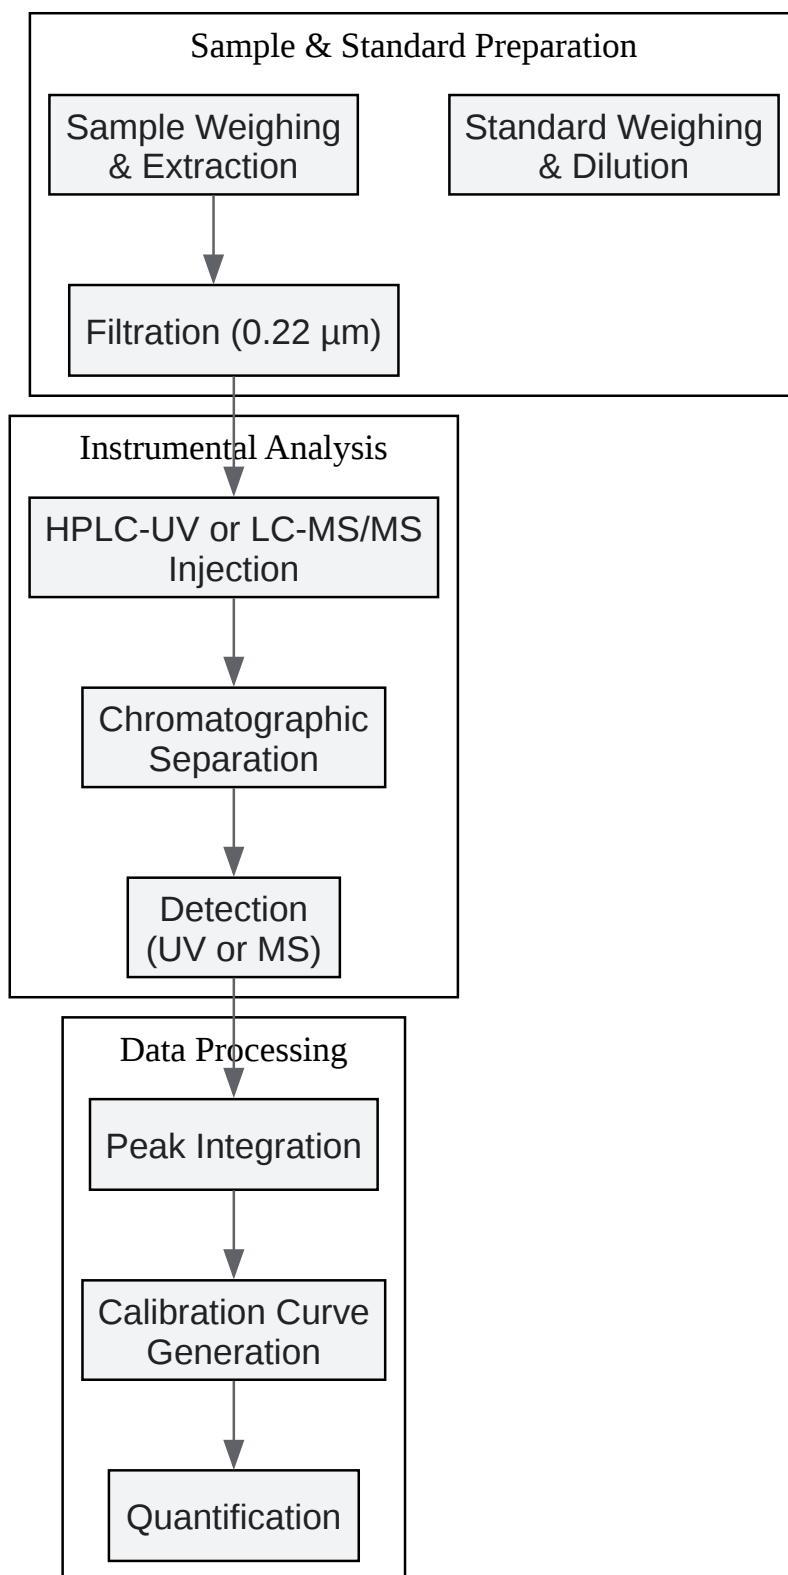 Sample & Standard Preparation
Sample Weighing
& Extraction
Standard Weighing
& Dilution
Filtration (0.22 µm)
Instrumental Analysis
HPLC-UV or LC-MS/MS
Injection
Chromatographic
Separation
Detection
(UV or MS)
Data Processing
Peak Integration
Calibration Curve
Generation
Quantification